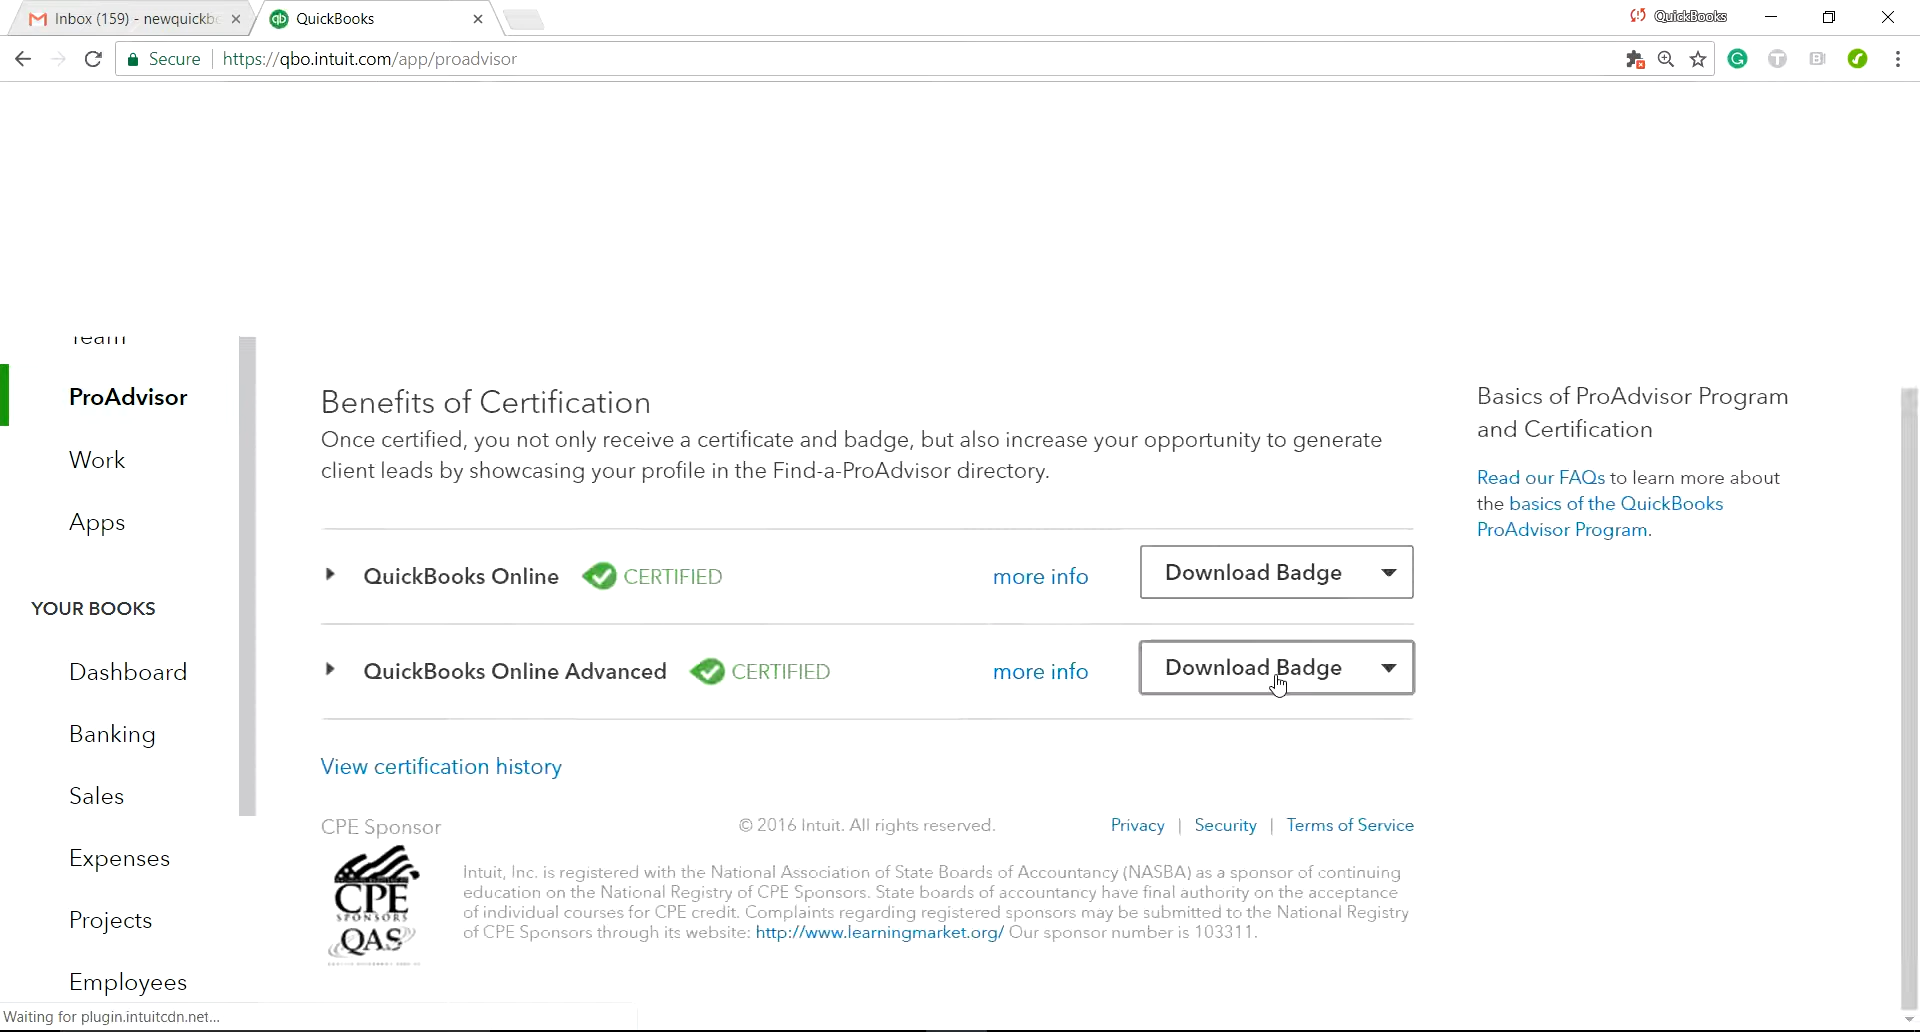 Inbox (159) - newquickb
QuickBooks
QuickBooks
Secure
https://qbo.intuit.com/app/proadvisor
Team
ProAdvisor
Work
Apps
YOUR BOOKS
Dashboard
Banking
Sales
Expenses
Projects
Employees
Benefits of Certification
Once certified, you not only receive a certificate and badge, but also increase your opportunity to generate
client leads by showcasing your profile in the Find-a-ProAdvisor directory.
QuickBooks Online CERTIFIED more info Download Badge
QuickBooks Online Advanced CERTIFIED more info Download Badge
View certification history
CPE Sponsor
© 2016 Intuit. All rights reserved.
Privacy | Security | Terms of Service
CPE
SPONSORS
QAS
Intuit, Inc. is registered with the National Association of State Boards of Accountancy (NASBA) as a sponsor of continuing
education on the National Registry of CPE Sponsors. State boards of accountancy have final authority on the acceptance
of individual courses for CPE credit. Complaints regarding registered sponsors may be submitted to the National Registry
of CPE Sponsors through its website: http://www.learningmarket.org/ Our sponsor number is 103311.
Basics of ProAdvisor Program
and Certification
Read our FAQs to learn more about
the basics of the QuickBooks
ProAdvisor Program.
Waiting for plugin.intuitcdn.net...